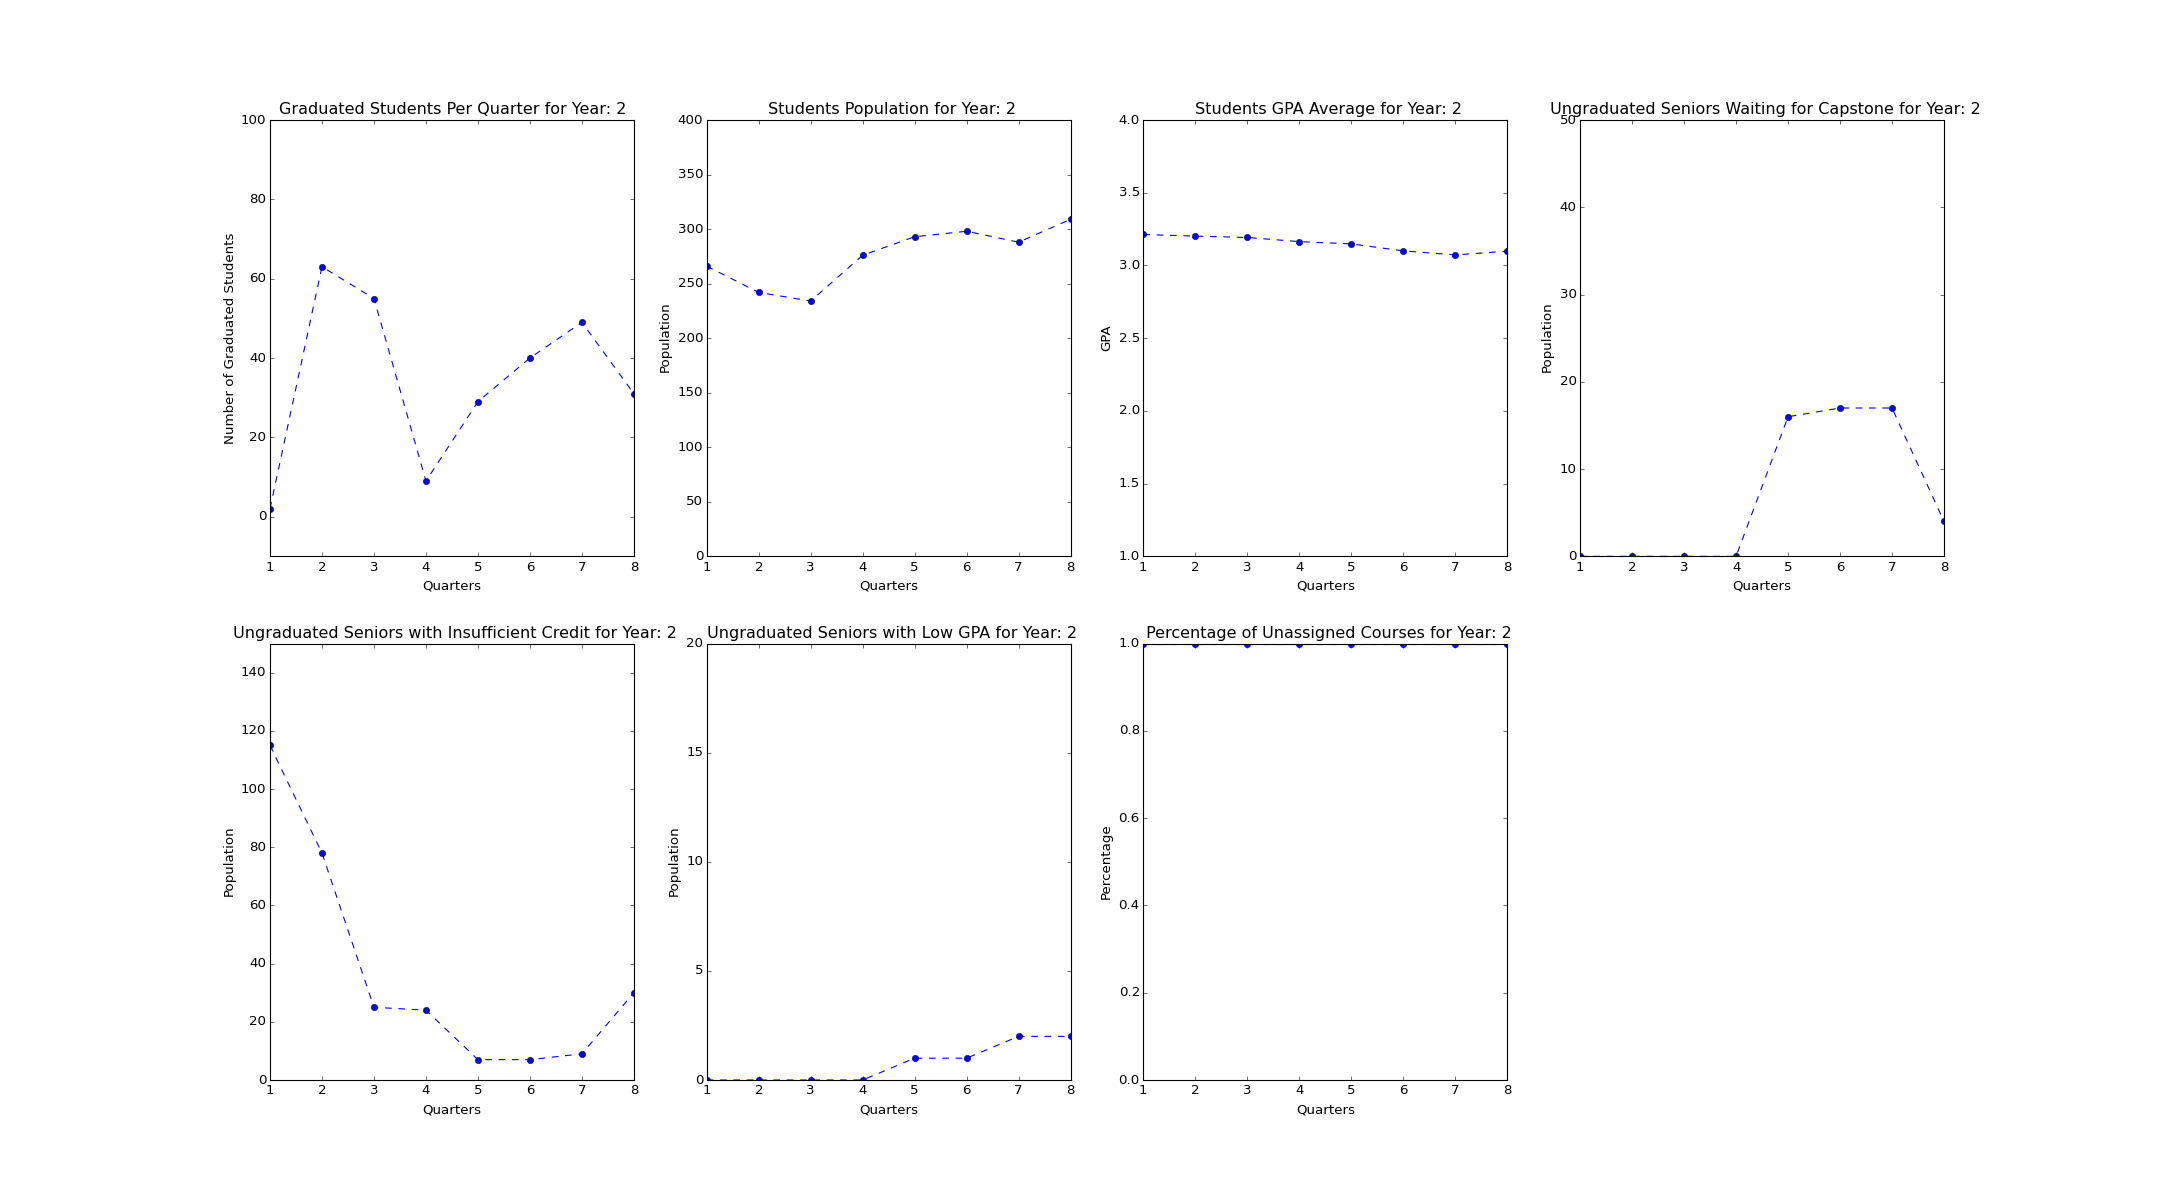 Graduated Students Per Quarter for Year: 2
100
80
60
40
20
0
Number of Graduated Students
1 2 3 4 5 6 7 8
Quarters
Students Population for Year: 2
400
350
300
250
200
150
100
50
0
Population
1 2 3 4 5 6 7 8
Quarters
Students GPA Average for Year: 2
4.0
3.5
3.0
2.5
2.0
1.5
1.0
GPA
1 2 3 4 5 6 7 8
Quarters
Ungraduated Seniors Waiting for Capstone for Year: 2
50
40
30
20
10
0
Population
1 2 3 4 5 6 7 8
Quarters
Ungraduated Seniors with Insufficient Credit for Year: 2
140
120
100
80
60
40
20
0
Population
1 2 3 4 5 6 7 8
Quarters
Ungraduated Seniors with Low GPA for Year: 2
20
15
10
5
0
Population
1 2 3 4 5 6 7 8
Quarters
Percentage of Unassigned Courses for Year: 2
1.0
0.8
0.6
0.4
0.2
0.0
Percentage
1 2 3 4 5 6 7 8
Quarters